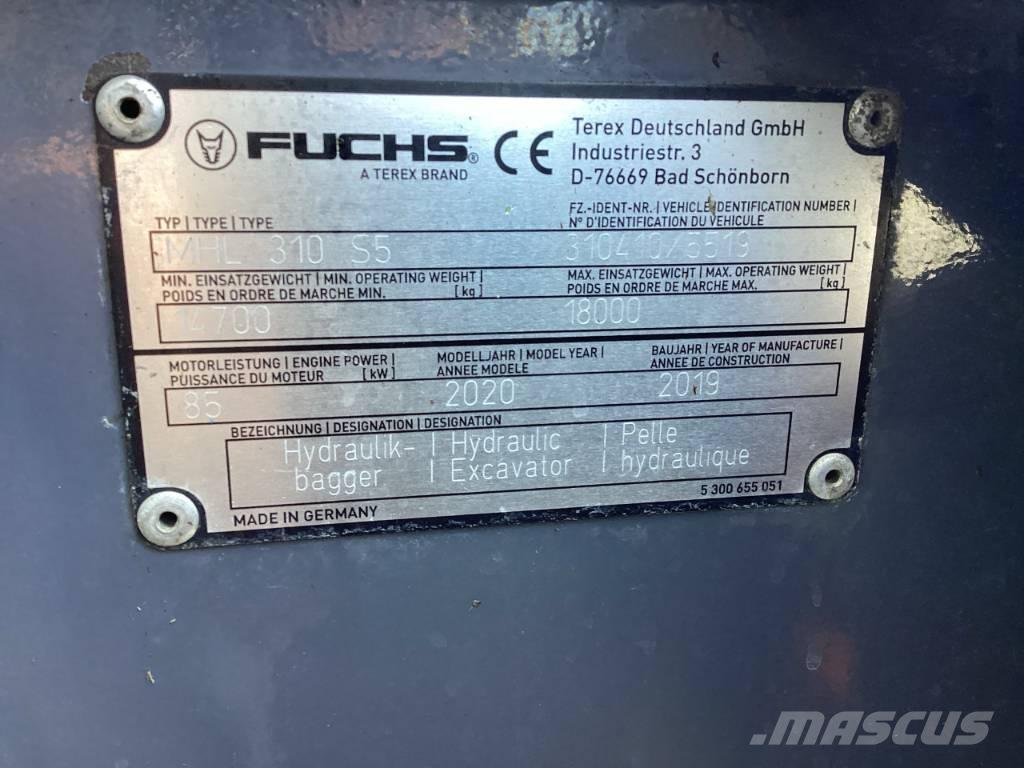 FUCHS®
A TEREX BRAND
CE
Terex Deutschland GmbH
Industriestr. 3
D-76669 Bad Schönborn
TYP | TYPE | TYPE
MHL 310 S5
FZ.-IDENT-NR. | VEHICLE IDENTIFICATION NUMBER |
N° D'IDENTIFICATION DU VEHICULE
310410/5519
MIN. EINSATZGEWICHT | MIN. OPERATING WEIGHT |
POIDS EN ORDRE DE MARCHE MIN. [kg]
14700
MAX. EINSATZGEWICHT | MAX. OPERATING WEIGHT |
POIDS EN ORDRE DE MARCHE MAX. [kg]
18000
MOTORLEISTUNG | ENGINE POWER |
PUISSANCE DU MOTEUR [kW]
85
MODELLJAHR | MODEL YEAR |
ANNEE MODELE
2020
BAUJAHR | YEAR OF MANUFACTURE |
ANNEE DE CONSTRUCTION
2019
BEZEICHNUNG | DESIGNATION | DESIGNATION
Hydraulik- | Hydraulic | Pelle
bagger | Excavator | hydraulique
5 300 655 051
MADE IN GERMANY
MASCUS